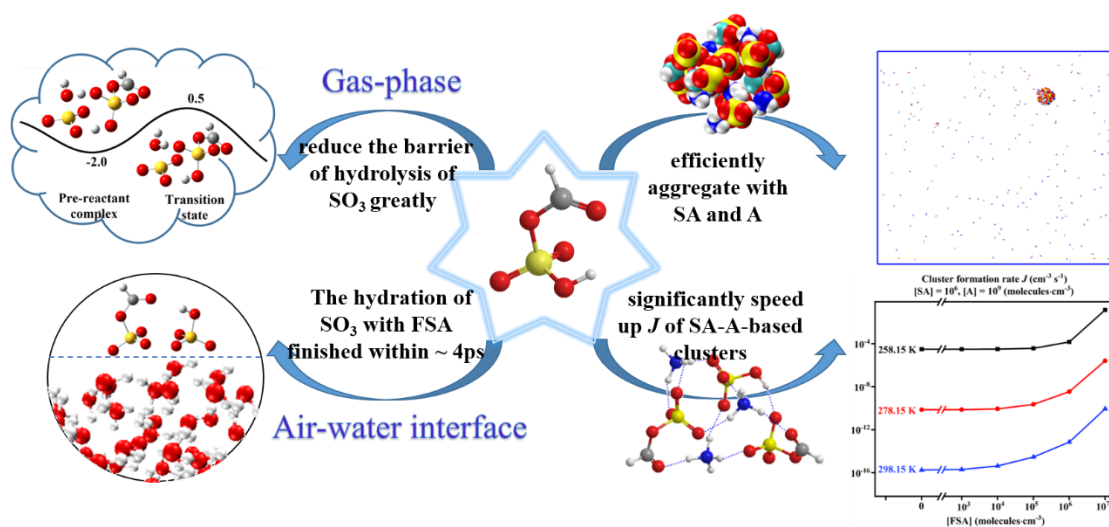 Gas-phase
0.5
-2.0
Pre-reactant
complex
Transition
state
reduce the barrier
of hydrolysis of
SO₃ greatly
efficiently
aggregate with
SA and A
The hydration of
SO₃ with FSA
finished within ~ 4ps
Air-water interface
significantly speed
up J of SA-A-based
clusters
Cluster formation rate J (cm⁻³ s⁻¹)
[SA] = 10⁶, [A] = 10⁹ (molecules·cm⁻³)
10⁻⁴
258.15 K
10⁻⁸
278.15 K
10⁻¹²
10⁻¹⁶
298.15 K
0 10³ 10⁴ 10⁵ 10⁶ 10⁷
[FSA] (molecules·cm⁻³)